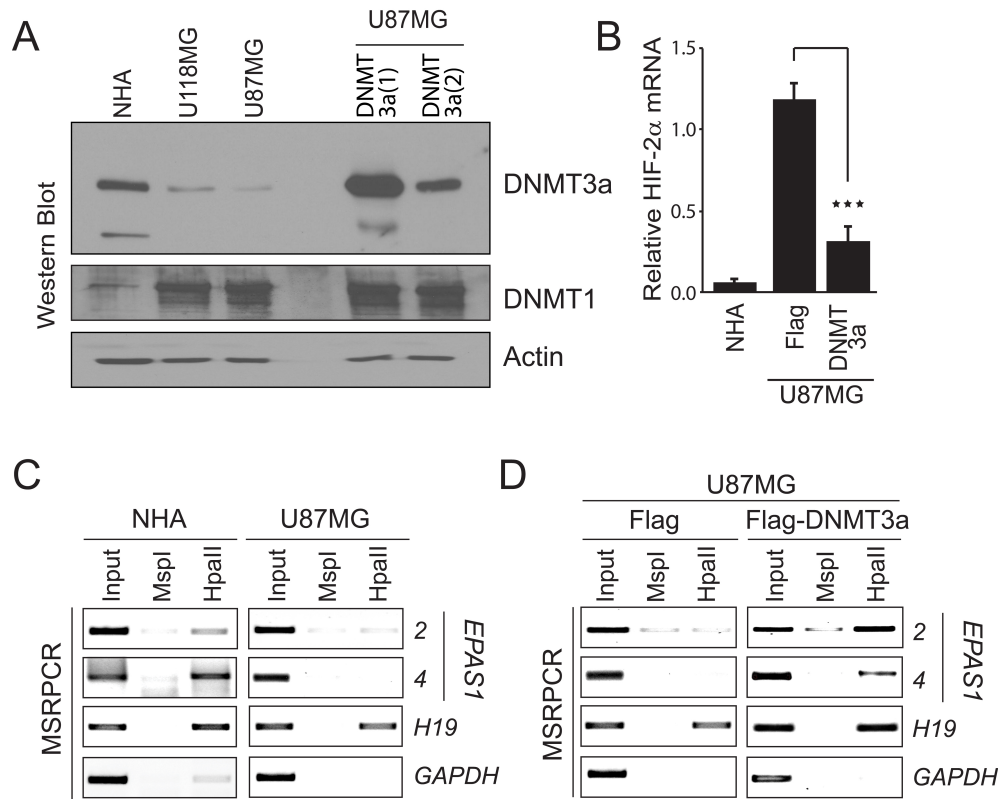 A
NHA
U118MG
U87MG
U87MG
DNMT
3a(1)
DNMT
3a(2)
Western Blot
DNMT3a
DNMT1
Actin
B
Relative HIF-2α mRNA
1.5
1.0
0.5
0.0
★★★
NHA
Flag
DNMT
3a
U87MG
C
NHA
U87MG
Input
MspI
HpaII
Input
MspI
HpaII
MSRPCR
2
4
EPAS1
H19
GAPDH
D
U87MG
Flag
Flag-DNMT3a
Input
MspI
HpaII
Input
MspI
HpaII
MSRPCR
2
4
EPAS1
H19
GAPDH